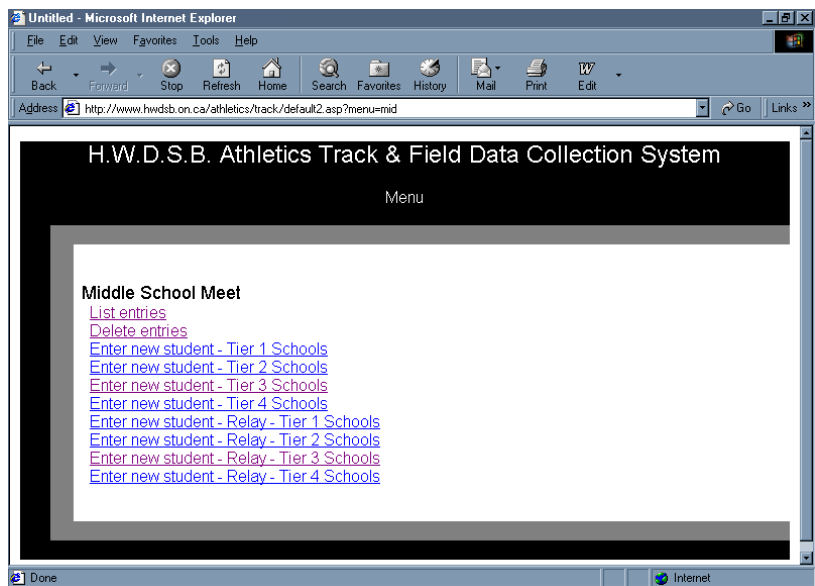 Untitled - Microsoft Internet Explorer
File Edit View Favorites Tools Help
Back Forward Stop Refresh Home Search Favorites History Mail Print Edit
Address http://www.hwdsb.on.ca/athletics/track/default2.asp?menu=mid Go Links »
H.W.D.S.B. Athletics Track & Field Data Collection System
Menu
Middle School Meet
List entries
Delete entries
Enter new student - Tier 1 Schools
Enter new student - Tier 2 Schools
Enter new student - Tier 3 Schools
Enter new student - Tier 4 Schools
Enter new student - Relay - Tier 1 Schools
Enter new student - Relay - Tier 2 Schools
Enter new student - Relay - Tier 3 Schools
Enter new student - Relay - Tier 4 Schools
Done Internet